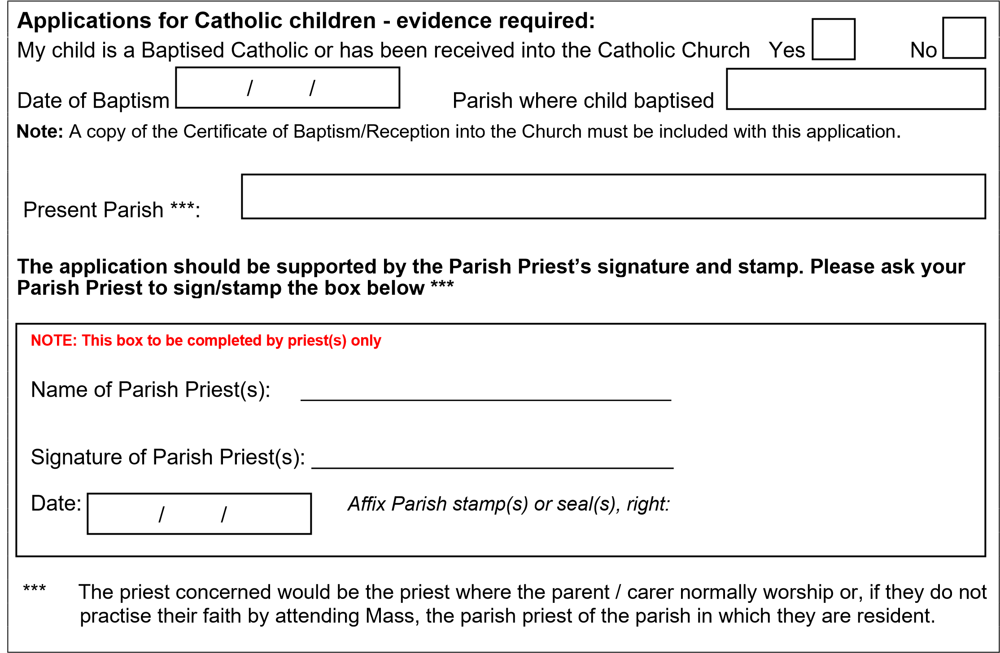 Applications for Catholic children - evidence required:
My child is a Baptised Catholic or has been received into the Catholic Church Yes No
Date of Baptism / / Parish where child baptised
Note: A copy of the Certificate of Baptism/Reception into the Church must be included with this application.
Present Parish ***:
The application should be supported by the Parish Priest’s signature and stamp. Please ask your
Parish Priest to sign/stamp the box below ***
NOTE: This box to be completed by priest(s) only
Name of Parish Priest(s):
Signature of Parish Priest(s):
Date: / / Affix Parish stamp(s) or seal(s), right:
*** The priest concerned would be the priest where the parent / carer normally worship or, if they do not
practise their faith by attending Mass, the parish priest of the parish in which they are resident.